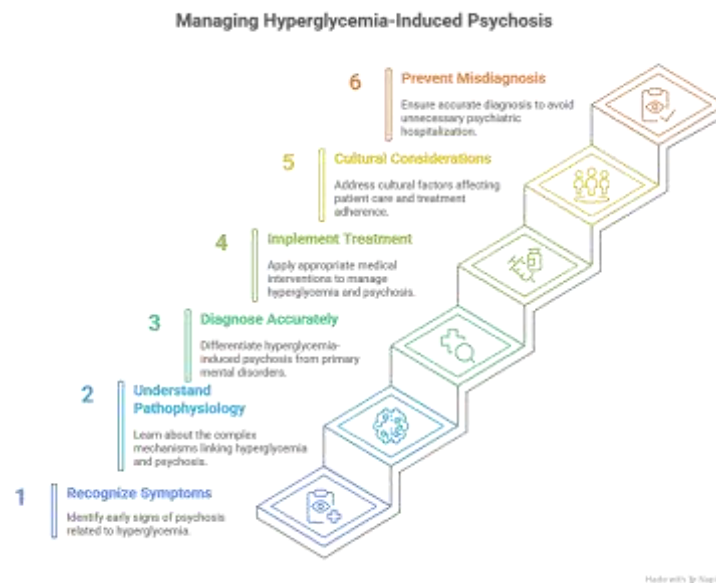 Managing Hyperglycemia-Induced Psychosis
6
Prevent Misdiagnosis
Ensure accurate diagnosis to avoid
unnecessary psychiatric
hospitalization.
5
Cultural Considerations
Address cultural factors affecting
patient care and treatment
adherence.
4
Implement Treatment
Apply appropriate medical
interventions to manage
hyperglycemia and psychosis.
3
Diagnose Accurately
Differentiate hyperglycemia-
induced psychosis from primary
mental disorders.
2
Understand
Pathophysiology
Learn about the complex
mechanisms linking hyperglycemia
and psychosis.
1
Recognize Symptoms
Identify early signs of psychosis
related to hyperglycemia.
Made with